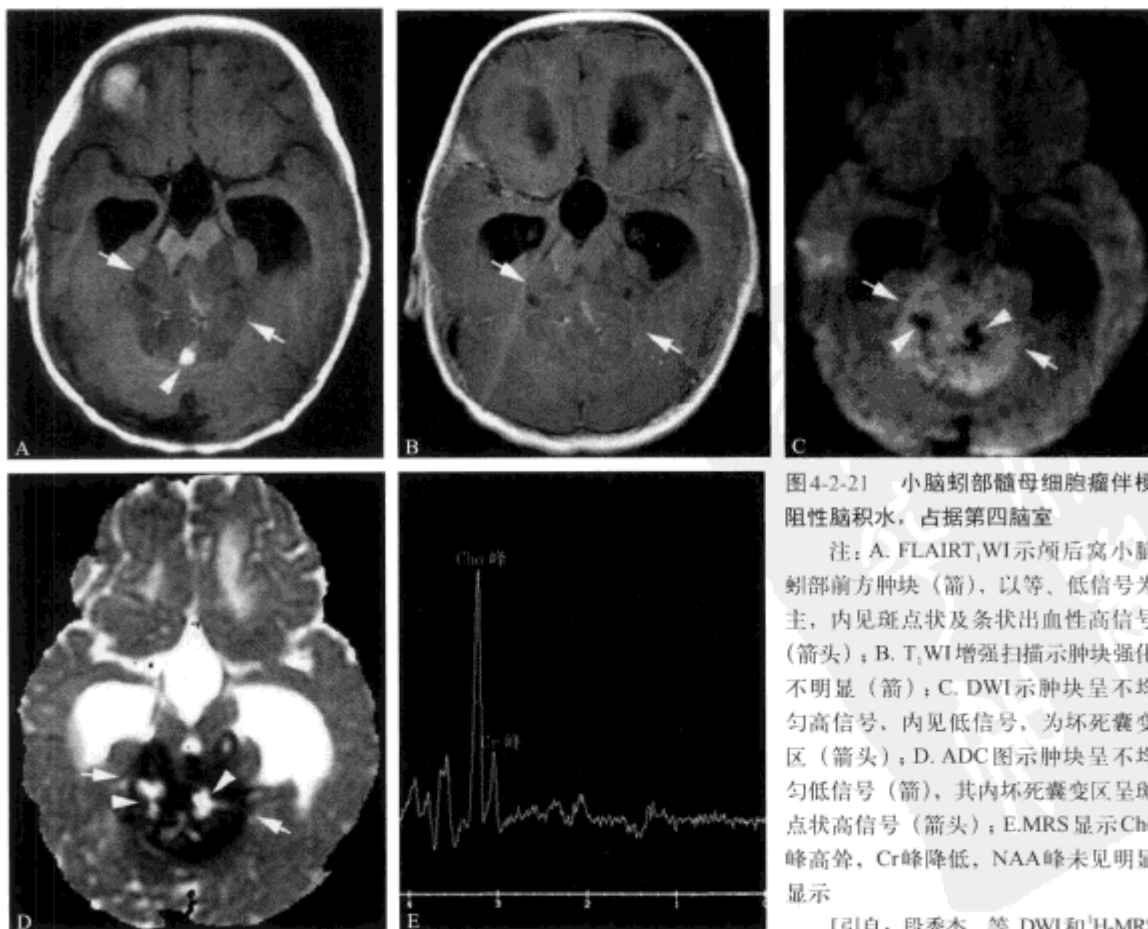 A
B
C
D
E
Cho 峰
Cr 峰
4
3
2
1
0
图4-2-21 小脑蚓部髓母细胞瘤伴梗
阻性脑积水，占据第四脑室
注：A. FLAIRT₁WI示颅后窝小脑
蚓部前方肿块（箭），以等、低信号为
主，内见斑点状及条状出血性高信号
（箭头）；B. T₁WI增强扫描示肿块强化
不明显（箭）；C. DWI示肿块呈不均
匀高信号，内见低信号，为坏死囊变
区（箭头）；D. ADC图示肿块呈不均
匀低信号（箭），其内坏死囊变区呈斑
点状高信号（箭头）；E.MRS显示Cho
峰高耸，Cr峰降低，NAA峰未见明显
显示
[引自：段秀杰，等. DWI和¹H-MRS